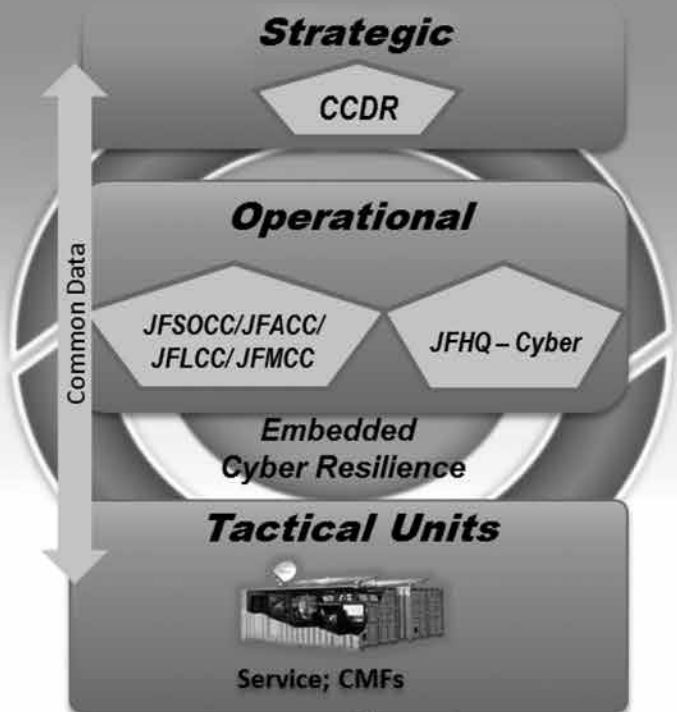 Strategic
CCDR
Common Data
Operational
JFSOCC/JFACC/
JFLCC/JFMCC
JFHQ – Cyber
Embedded
Cyber Resilience
Tactical Units
Service; CMFs